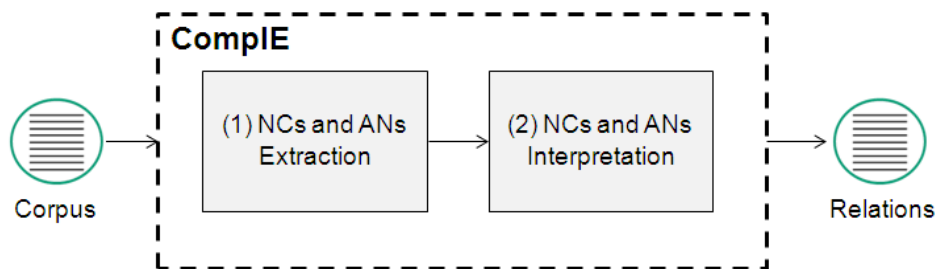 CompIE
(1) NCs and ANs
Extraction
(2) NCs and ANs
Interpretation
Corpus
Relations